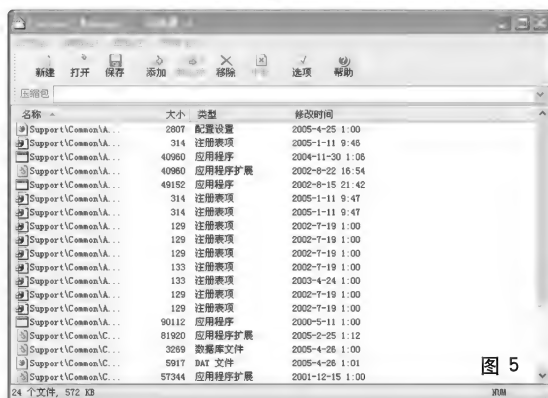 新建 打开 保存 添加 移除 选项 帮助
压缩包
名称 大小 类型 修改时间
Support\Common\A... 2807 配置设置 2005-4-25 1:00
Support\Common\A... 314 注册表项 2005-1-11 9:46
Support\Common\A... 40960 应用程序 2004-11-30 1:06
Support\Common\A... 40960 应用程序扩展 2002-8-22 16:54
Support\Common\A... 49152 应用程序 2002-8-15 21:42
Support\Common\A... 314 注册表项 2005-1-11 9:47
Support\Common\A... 314 注册表项 2005-1-11 9:47
Support\Common\A... 129 注册表项 2002-7-19 1:00
Support\Common\A... 129 注册表项 2002-7-19 1:00
Support\Common\A... 129 注册表项 2002-7-19 1:00
Support\Common\A... 133 注册表项 2002-7-19 1:00
Support\Common\A... 133 注册表项 2003-4-24 1:00
Support\Common\A... 129 注册表项 2002-7-19 1:00
Support\Common\A... 129 注册表项 2002-7-19 1:00
Support\Common\A... 90112 应用程序 2000-5-11 1:00
Support\Common\C... 81920 应用程序扩展 2005-2-25 1:12
Support\Common\C... 3269 数据库文件 2005-4-26 1:00
Support\Common\C... 5917 DAT 文件 2005-4-26 1:01
Support\Common\C... 57344 应用程序扩展 2001-12-15 1:00
图 5
24 个文件, 572 KB NUM